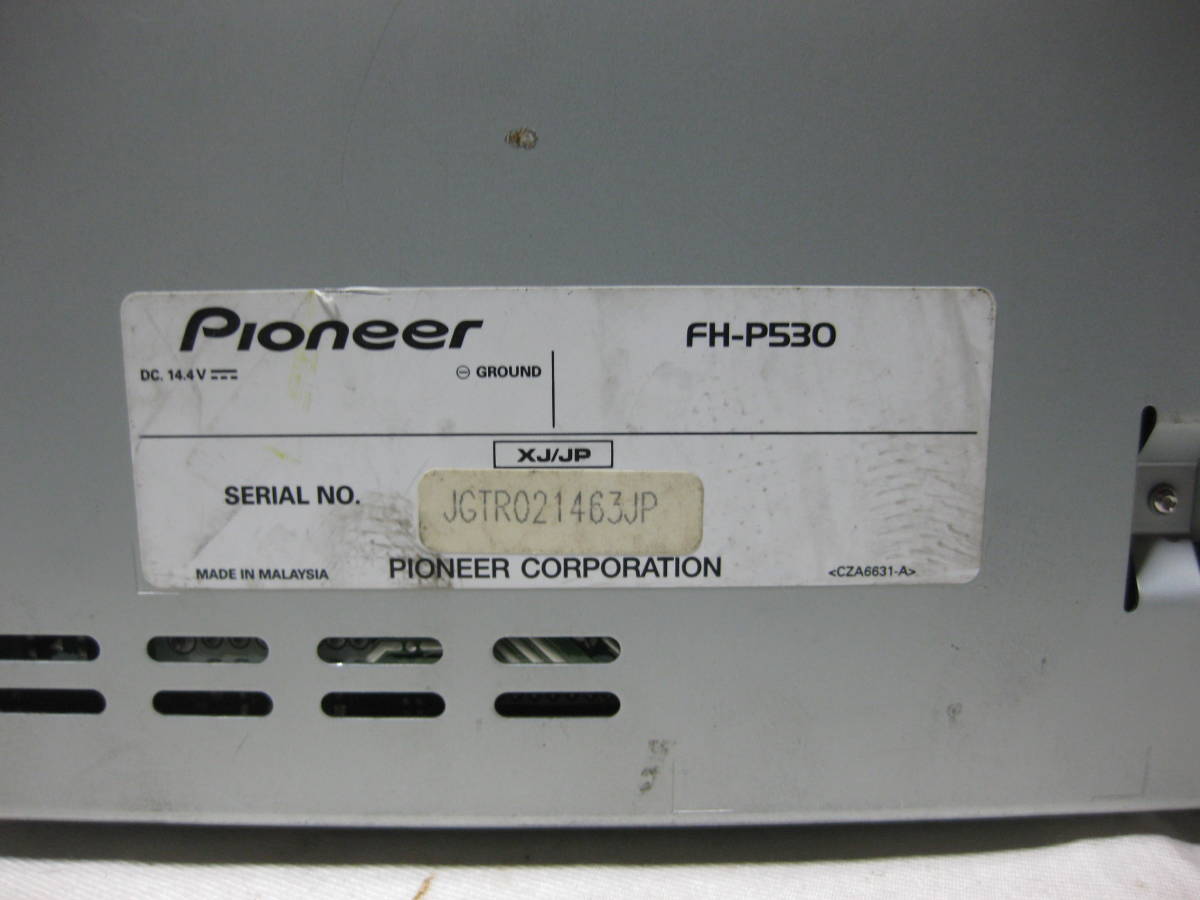 Pioneer
FH-P530
DC. 14.4 V
⊖ GROUND
XJ/JP
SERIAL NO.
JGTR021463JP
MADE IN MALAYSIA
PIONEER CORPORATION
<CZA6631-A>